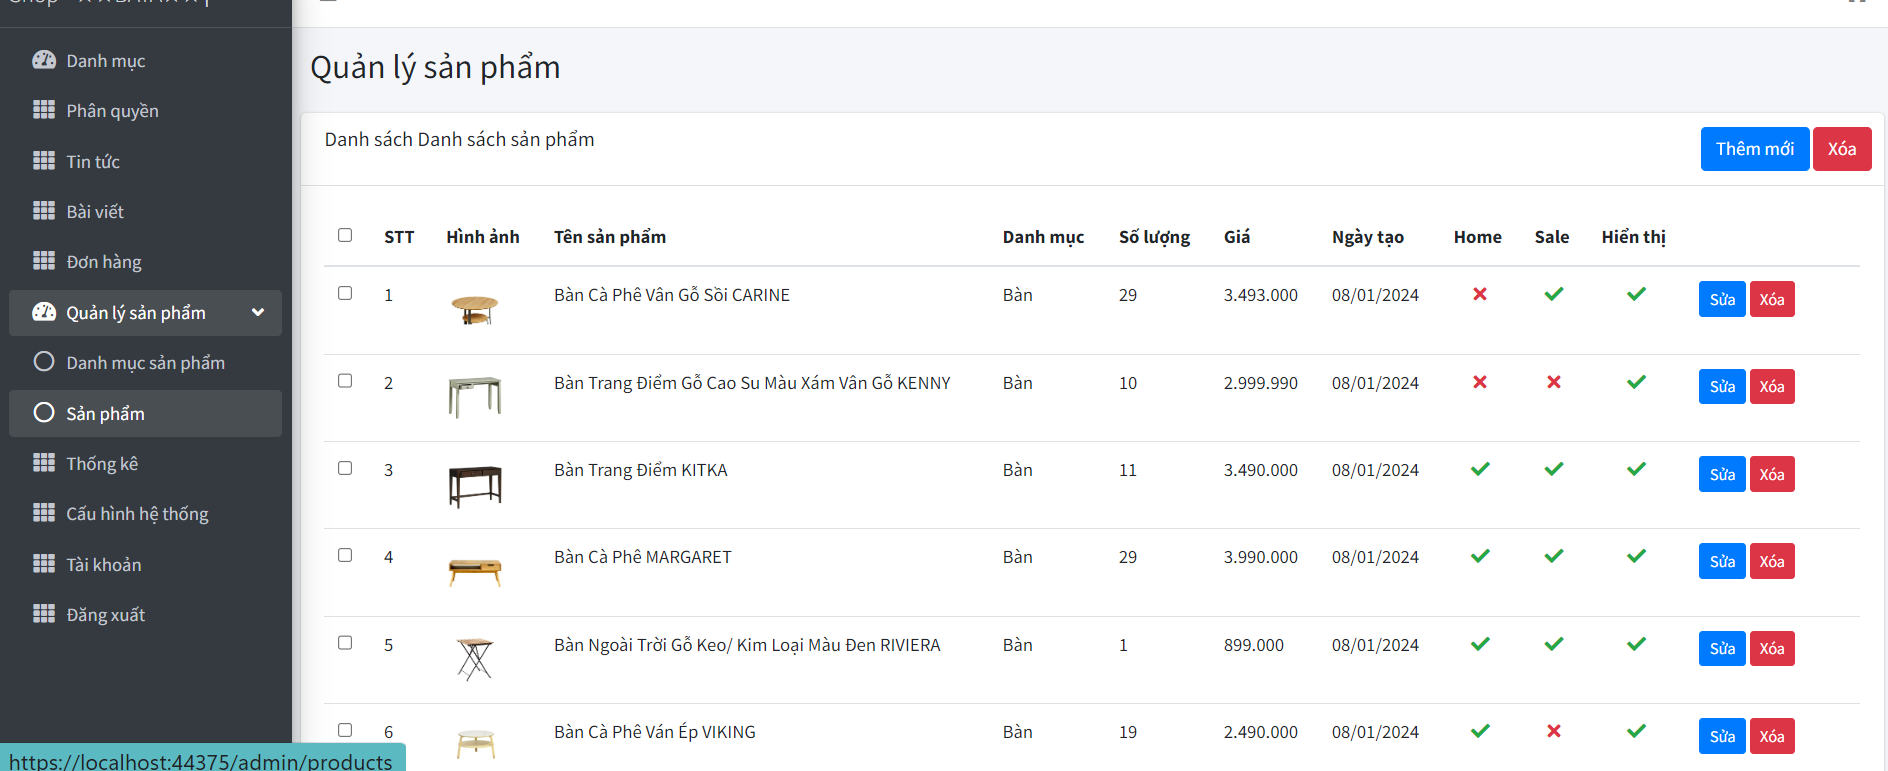 Danh mục
Phân quyền
Tin tức
Bài viết
Đơn hàng
Quản lý sản phẩm
Danh mục sản phẩm
Sản phẩm
Thống kê
Cấu hình hệ thống
Tài khoản
Đăng xuất
https://localhost:44375/admin/products
Quản lý sản phẩm
Danh sách Danh sách sản phẩm
Thêm mới Xóa
STT Hình ảnh Tên sản phẩm Danh mục Số lượng Giá Ngày tạo Home Sale Hiển thị
1 Bàn Cà Phê Vân Gỗ Sồi CARINE Bàn 29 3.493.000 08/01/2024 Sửa Xóa
2 Bàn Trang Điểm Gỗ Cao Su Màu Xám Vân Gỗ KENNY Bàn 10 2.999.990 08/01/2024 Sửa Xóa
3 Bàn Trang Điểm KITKA Bàn 11 3.490.000 08/01/2024 Sửa Xóa
4 Bàn Cà Phê MARGARET Bàn 29 3.990.000 08/01/2024 Sửa Xóa
5 Bàn Ngoài Trời Gỗ Keo/ Kim Loại Màu Đen RIVIERA Bàn 1 899.000 08/01/2024 Sửa Xóa
6 Bàn Cà Phê Ván Ép VIKING Bàn 19 2.490.000 08/01/2024 Sửa Xóa